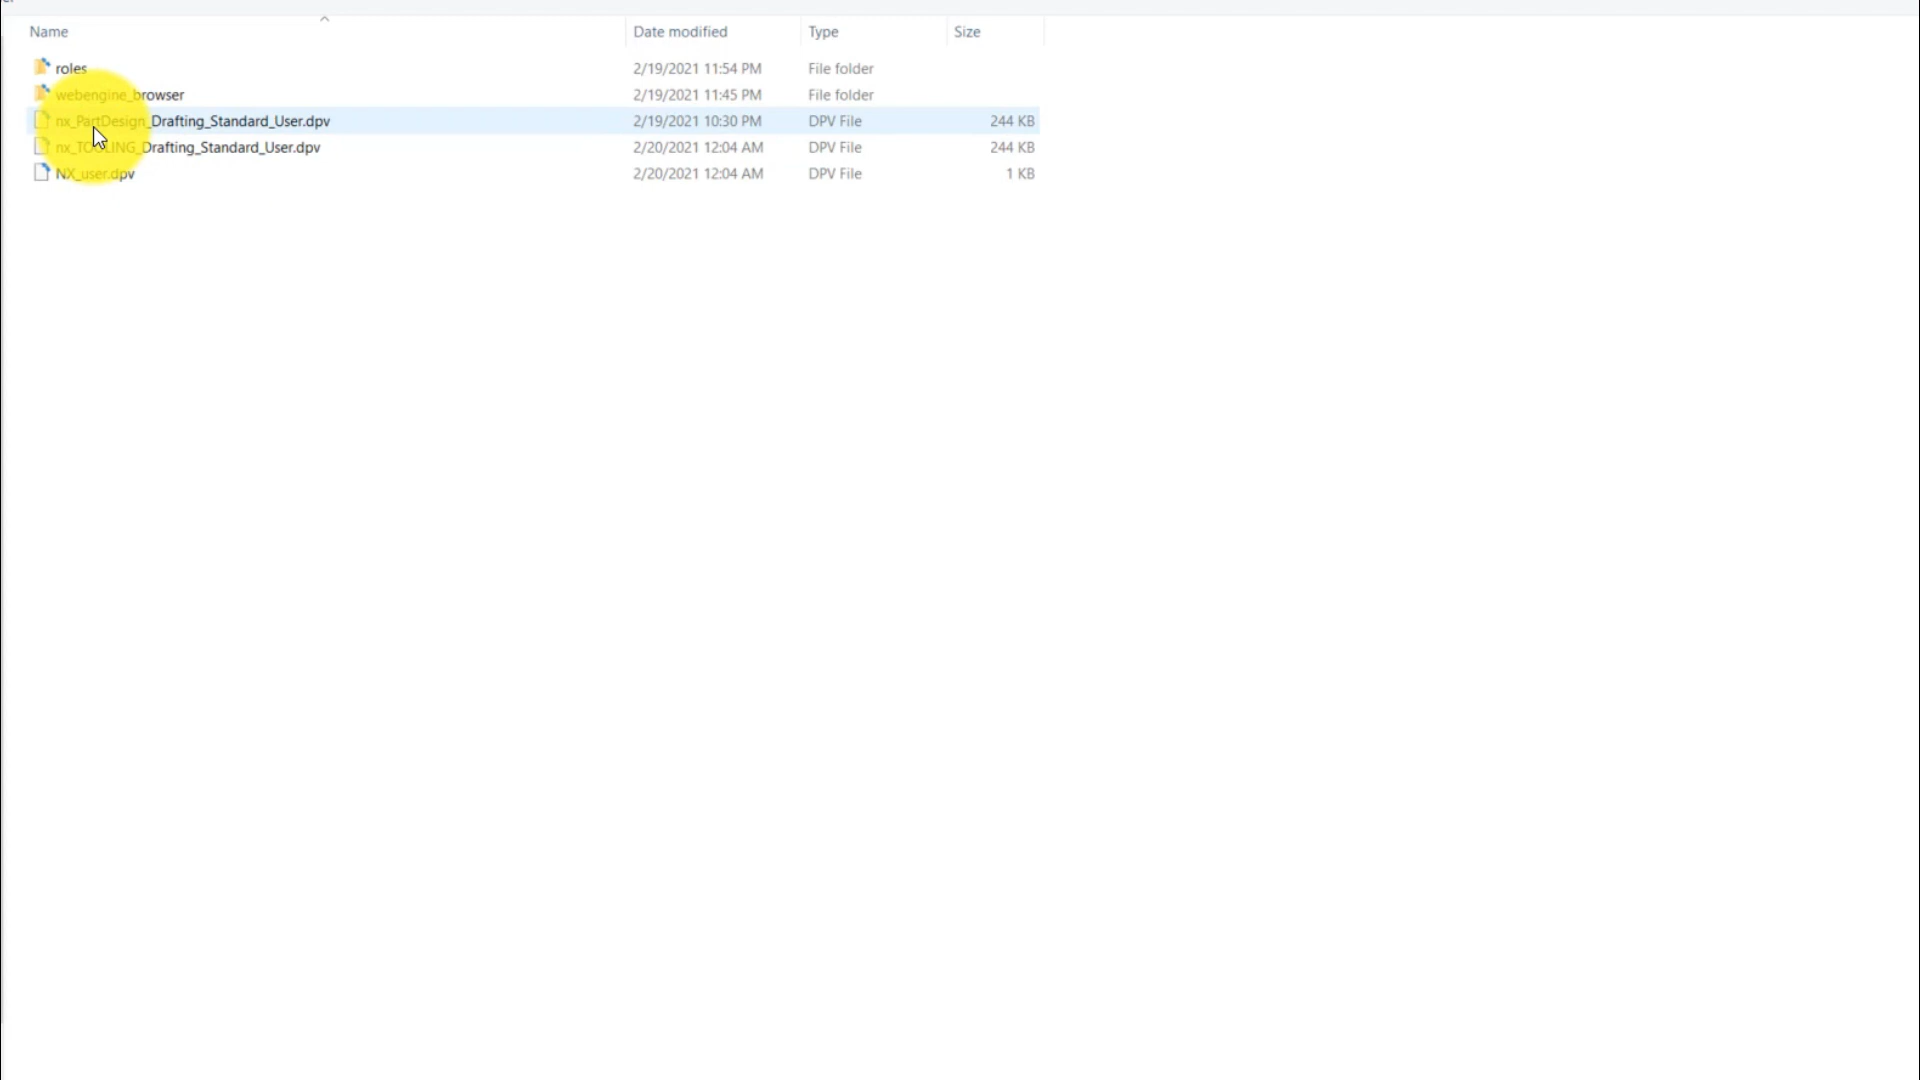 Name Date modified Type Size
roles 2/19/2021 11:54 PM File folder
webengine_browser 2/19/2021 11:45 PM File folder
nx_PartDesign_Drafting_Standard_User.dpv 2/19/2021 10:30 PM DPV File 244 KB
nx_TOOLING_Drafting_Standard_User.dpv 2/20/2021 12:04 AM DPV File 244 KB
NX_user.dpv 2/20/2021 12:04 AM DPV File 1 KB